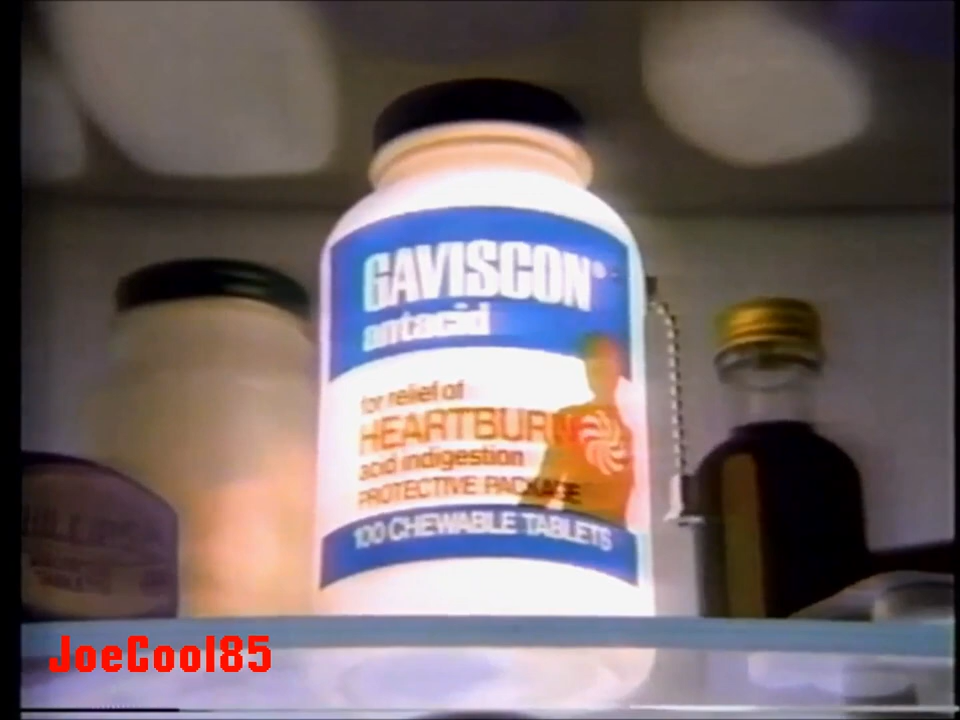 GAVISCON®
antacid
for relief of
HEARTBURN
acid indigestion
PROTECTIVE PACKAGE
100 CHEWABLE TABLETS
JoeCool85